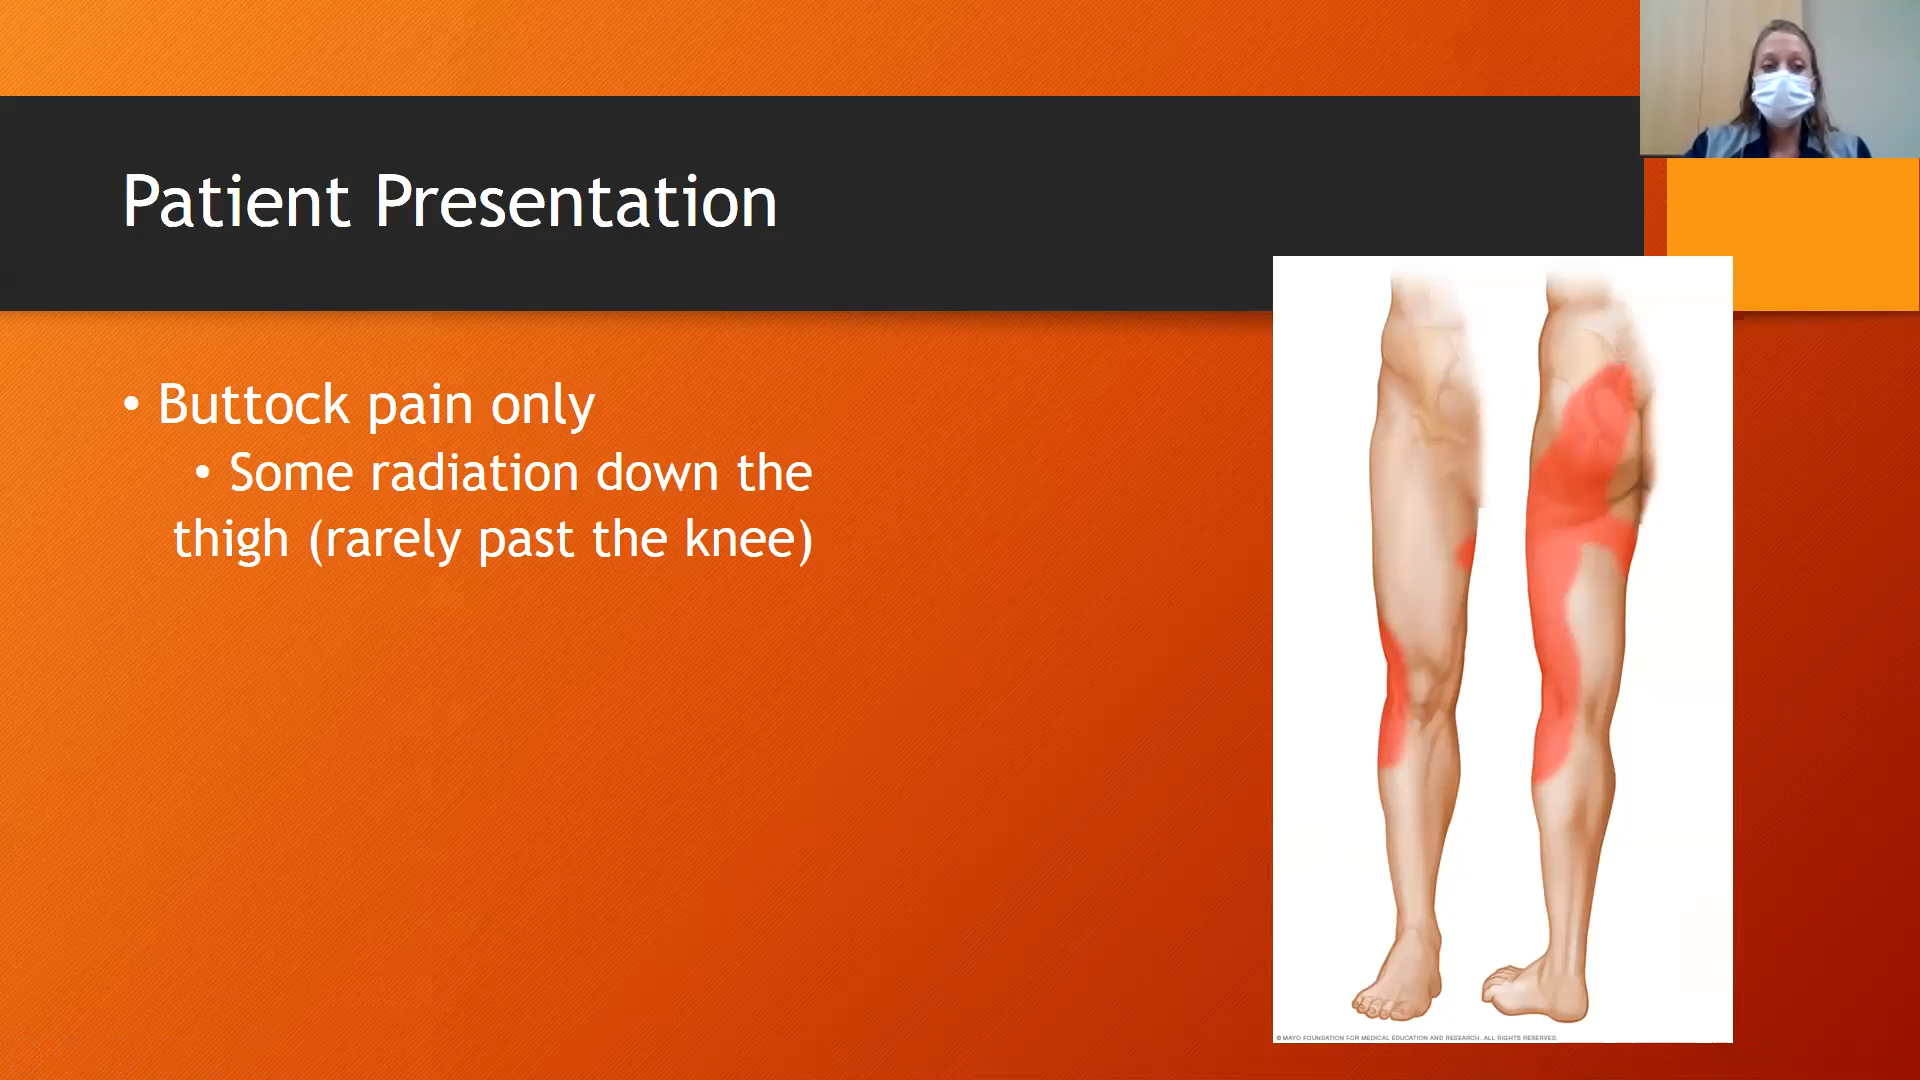 Patient Presentation
• Buttock pain only
• Some radiation down the
thigh (rarely past the knee)
© MAYO FOUNDATION FOR MEDICAL EDUCATION AND RESEARCH. ALL RIGHTS RESERVED.